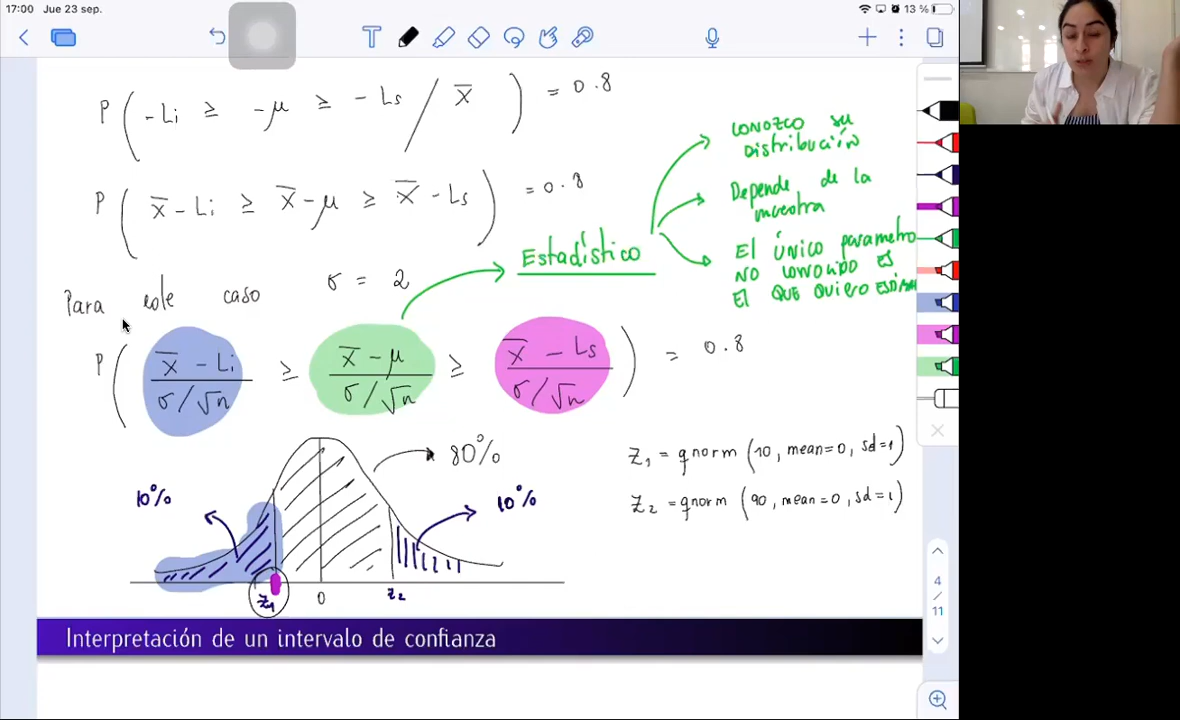 17:00 Jue 23 sep.
13 %
P ( -Li ≥ -μ ≥ - Ls / x̅ ) = 0.8
P ( x̅ - Li ≥ x̅ - μ ≥ x̅ - Ls ) = 0.8
CONOZCO su
Distribución
Depende de la
muestra
El único parametro
NO CONOCIDO ES
El QUE QUIERO ESTIMAR
Estadístico
Para este caso σ = 2
P ( x̅ - Li / σ/√n ≥ x̅ - μ / σ/√n ≥ x̅ - Ls / σ/√n ) = 0.8
80%
10%
10%
z1 0 z2
Z1 = qnorm (10, mean=0, sd=1)
Z2 = qnorm (90, mean=0, sd=1)
4
/
11
Interpretación de un intervalo de confianza